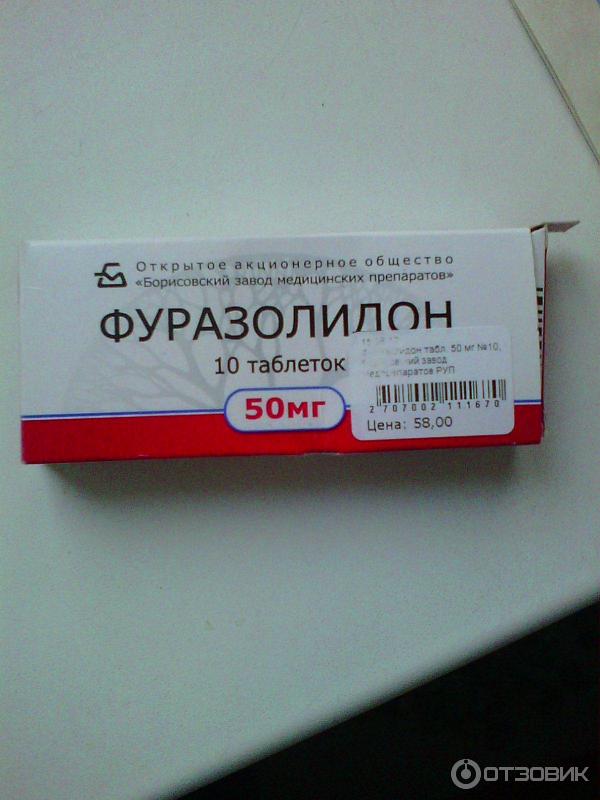 Открытое акционерное общество
«Борисовский завод медицинских препаратов»
ФУРАЗОЛИДОН
10 таблеток
50мг
табл. 50 мг №10,
завод
РУП
2 707002 111670
Цена: 58,00
ОТЗОВИК